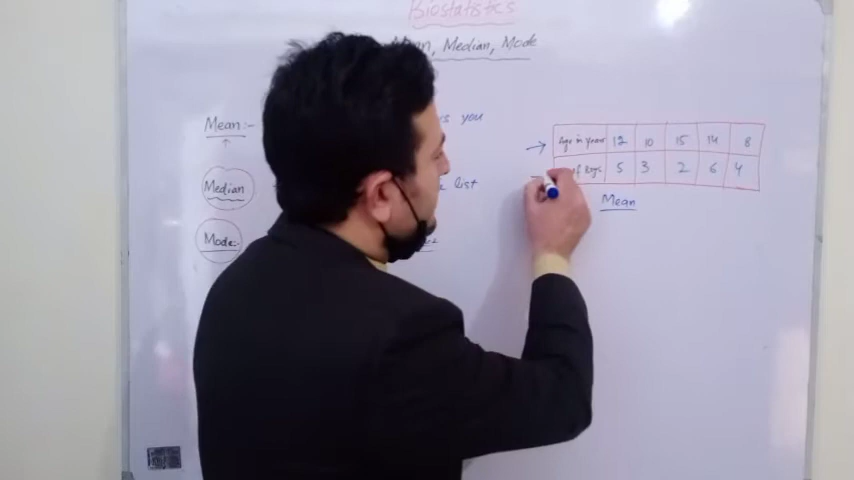 Biostatistics
Mean, Median, Mode
Mean:-
you
Median
list
Mode:-
Age in years 12 10 15 14 8
of boys 5 3 2 6 4
Mean